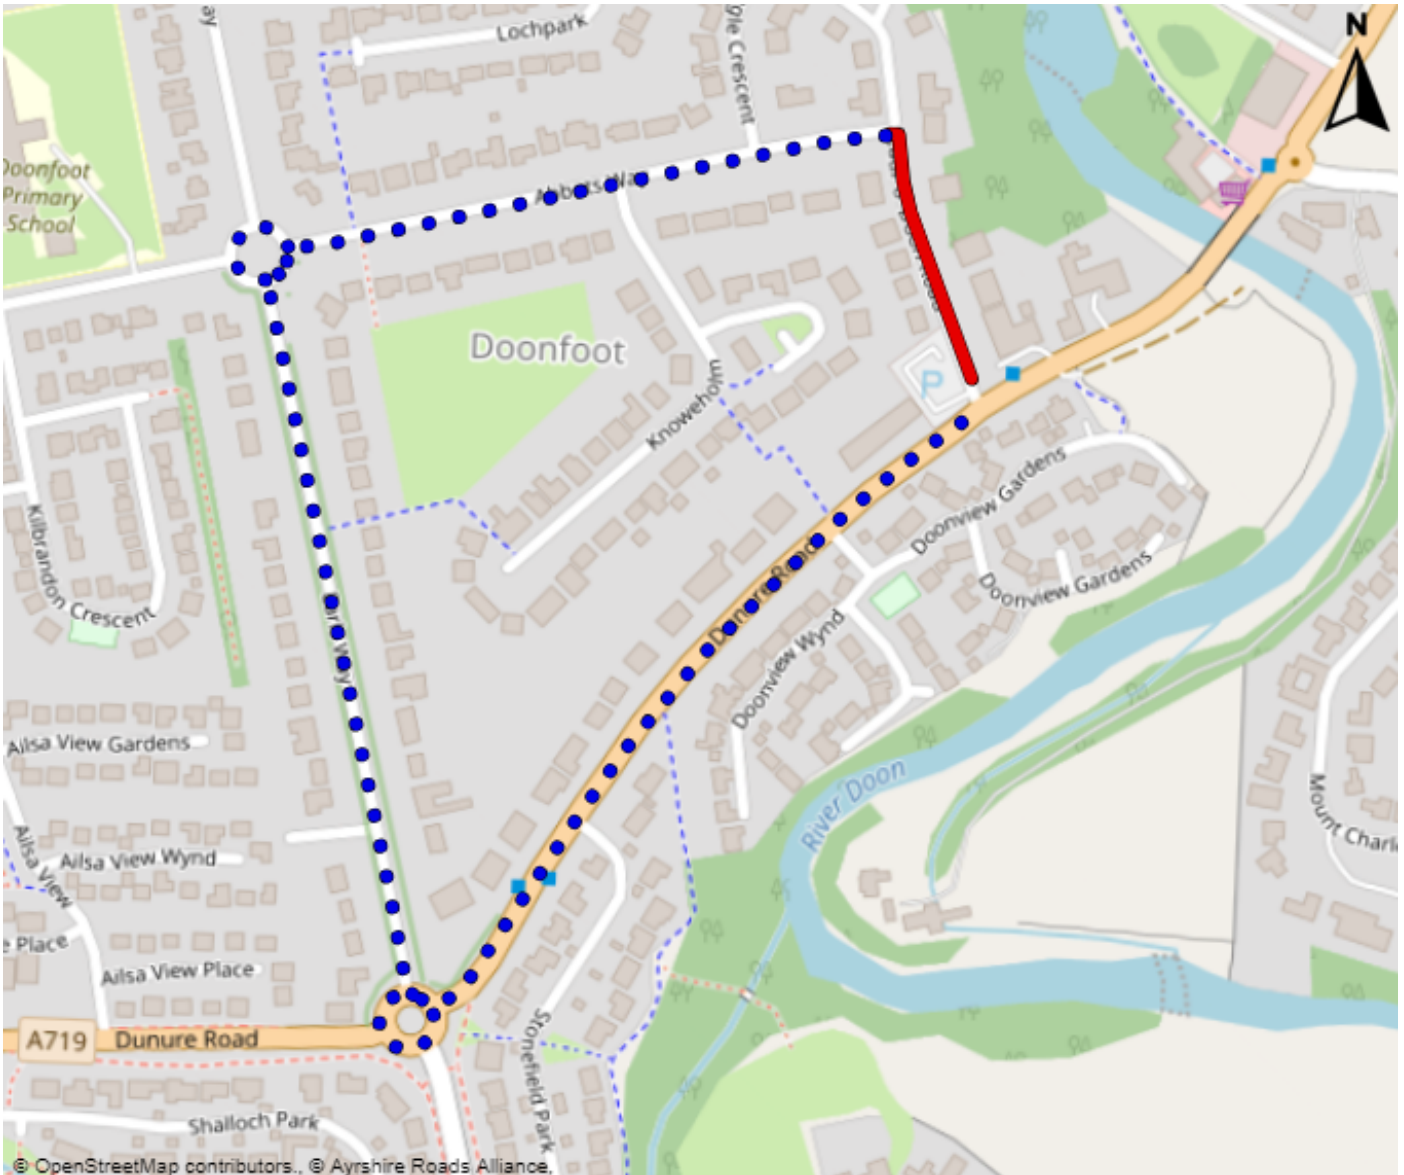 Lochpark
N
Doonfoot
Primary
School
Doonfoot
Knoweholm
Kilbrandon Crescent
P
Doonview Gardens
Doonview Gardens
Dunure Road
Doonview Wynd
Ailsa View Gardens
River Doon
Mount Charl
Ailsa View
Ailsa View Wynd
e Place
Ailsa View Place
A719
Dunure Road
Stonefield Park
Shalloch Park
© OpenStreetMap contributors., © Ayrshire Roads Alliance,